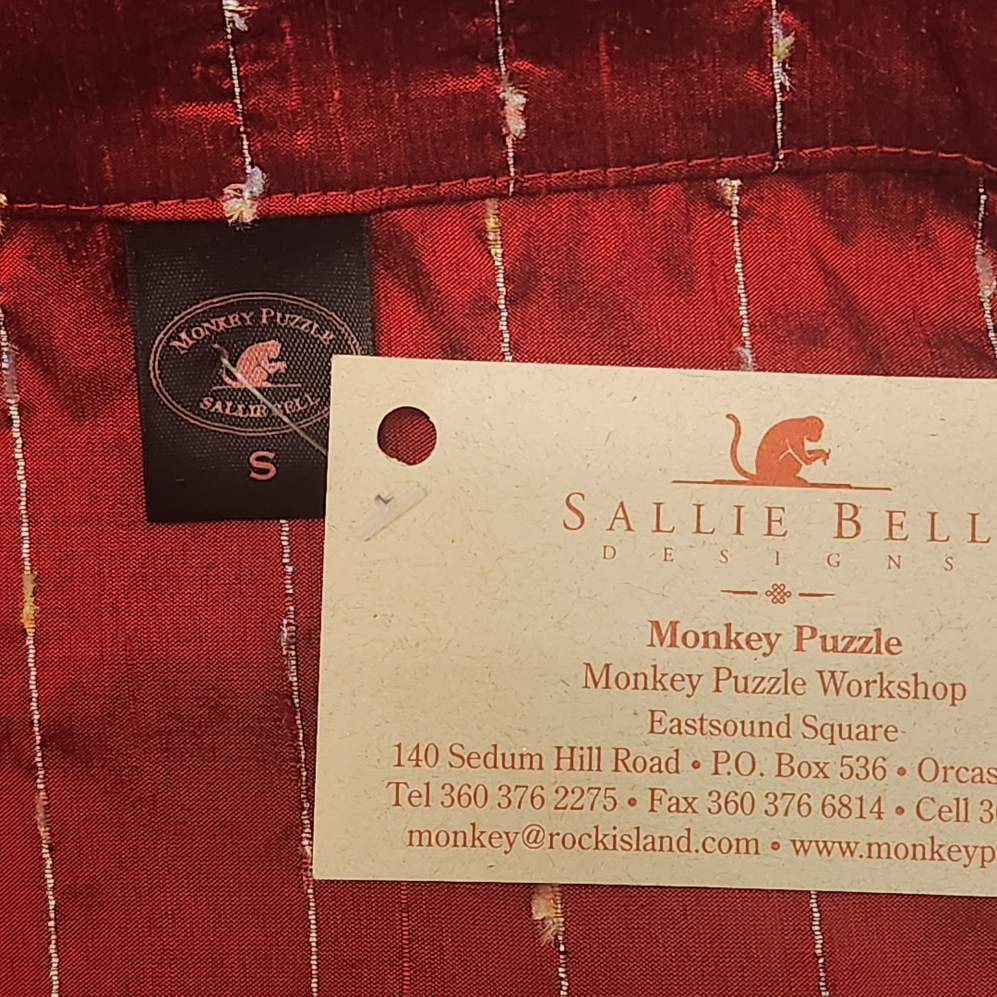 MONKEY PUZZLE
SALLIE BELL
S
SALLIE BELL
DESIGNS
Monkey Puzzle
Monkey Puzzle Workshop
Eastsound Square
140 Sedum Hill Road • P.O. Box 536 • Orcas
Tel 360 376 2275 • Fax 360 376 6814 • Cell 3
monkey@rockisland.com • www.monkeyp